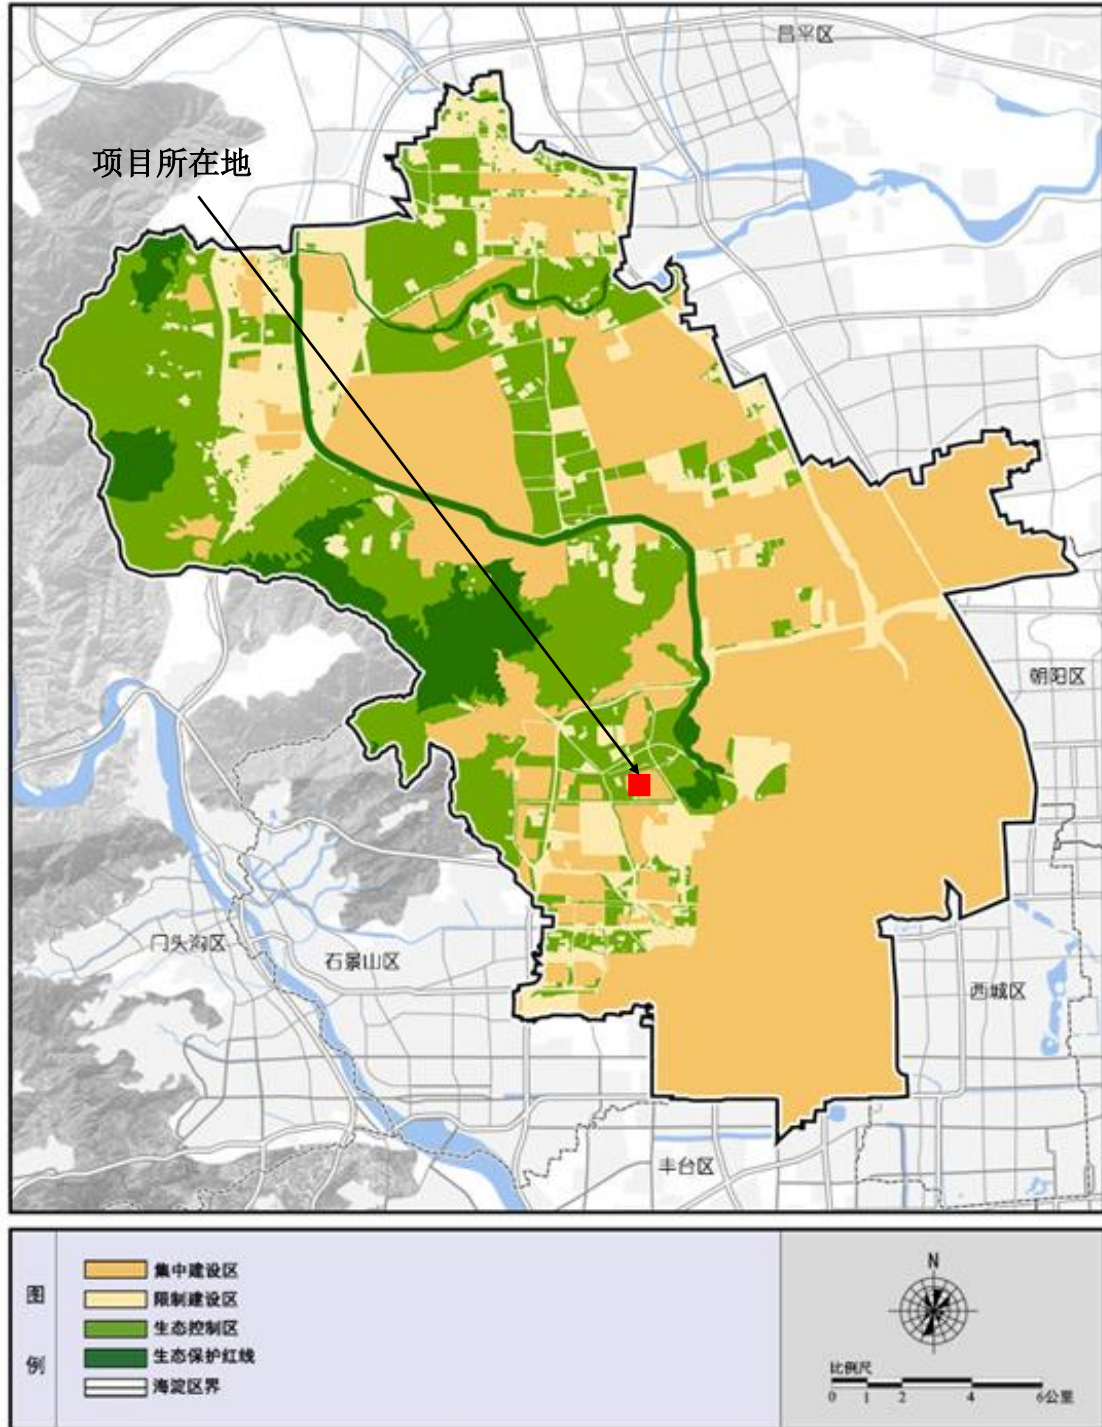 昌平区
项目所在地
朝阳区
门头沟区
石景山区
西城区
丰台区
图例
集中建设区
限制建设区
生态控制区
生态保护红线
海淀区界
N
比例尺
0 1 2 4 6公里